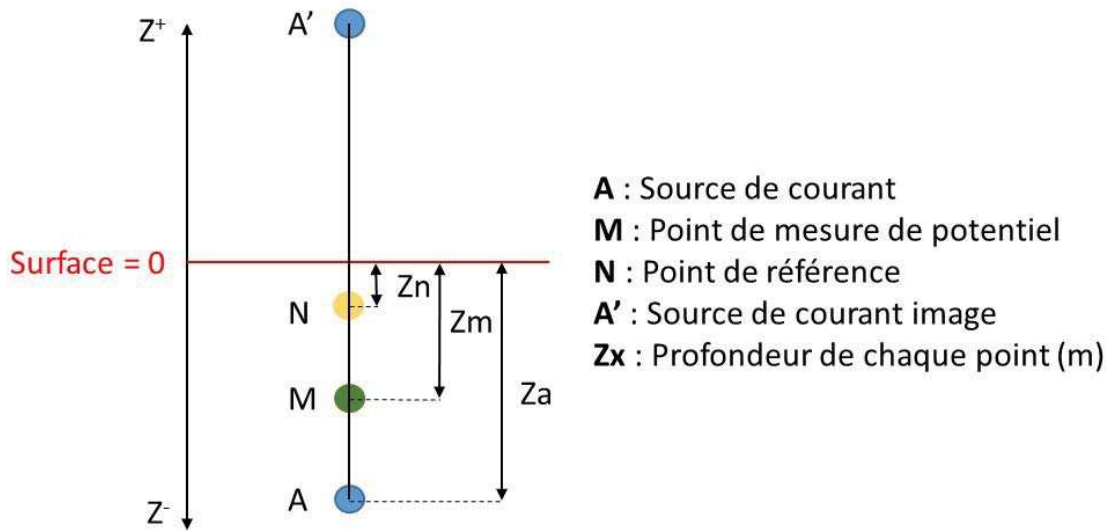 Z⁺
A'
A : Source de courant
M : Point de mesure de potentiel
Surface = 0
N : Point de référence
Zn
N
A' : Source de courant image
Zm
Zx : Profondeur de chaque point (m)
M
Za
A
Z⁻